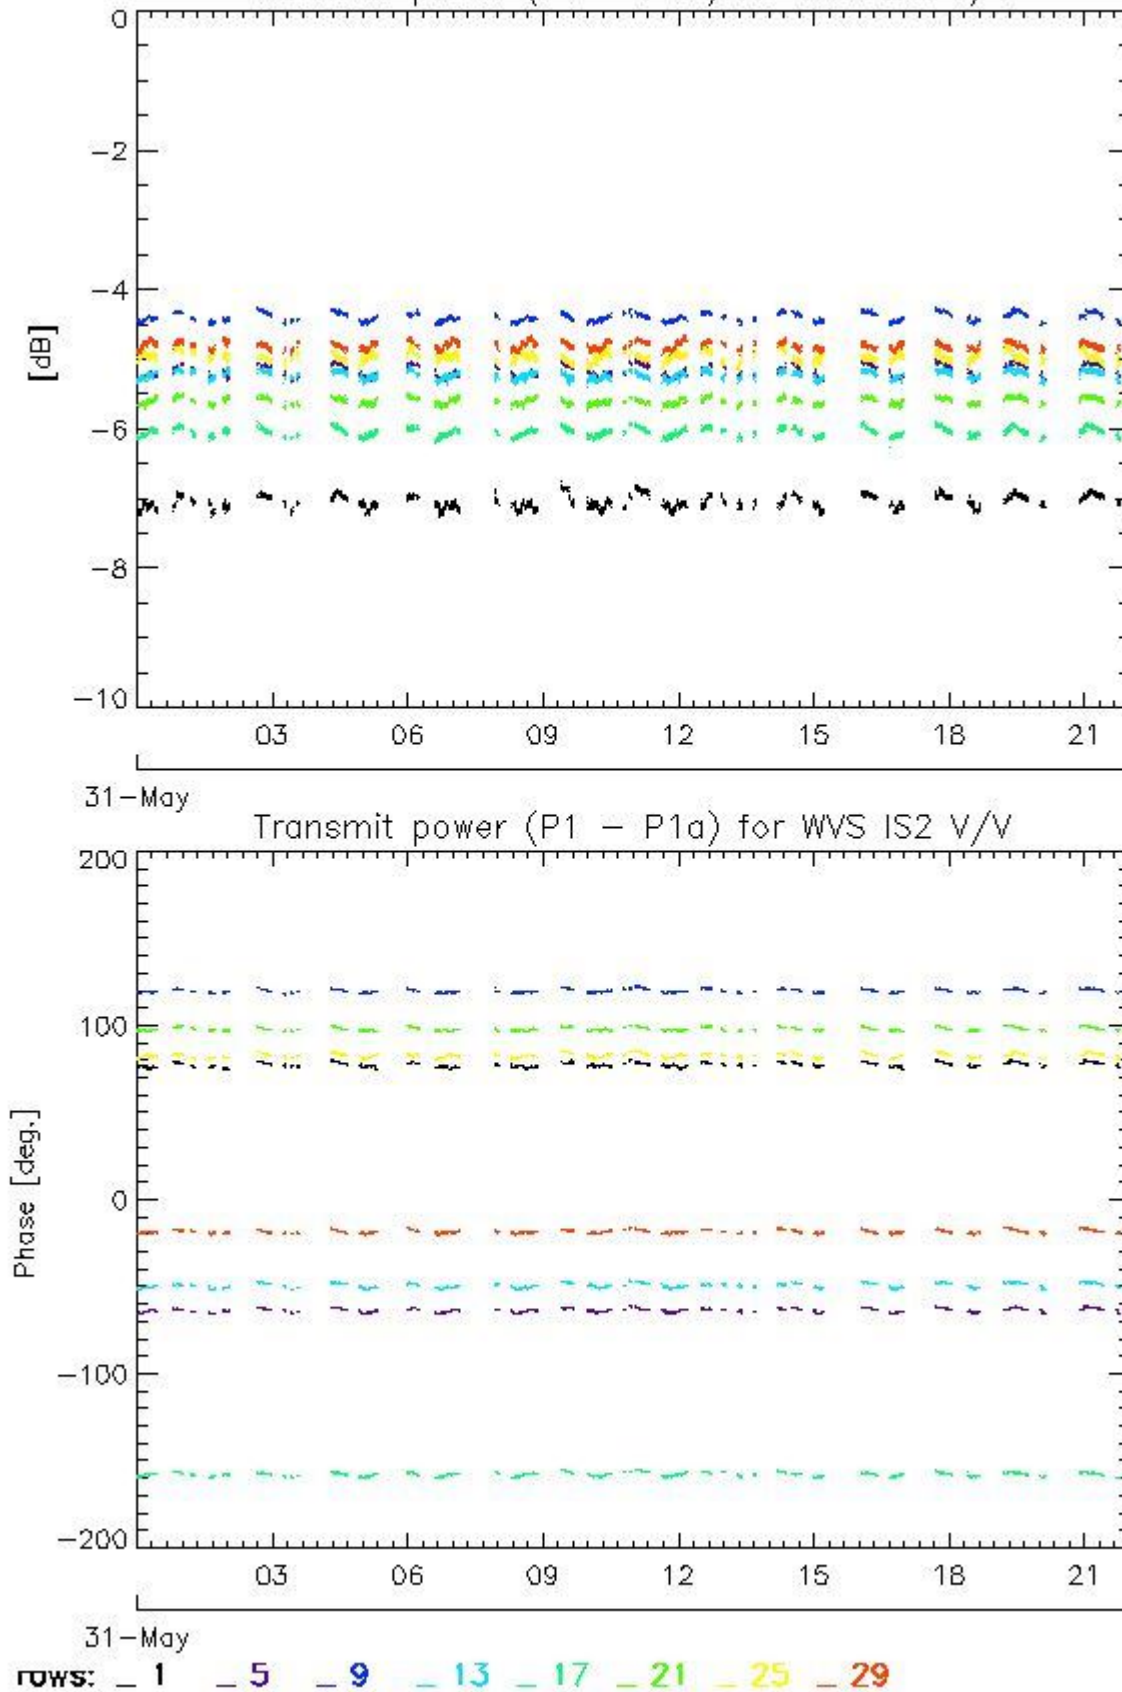 0
-2
-4
[dB]
-6
-8
-10
03 06 09 12 15 18 21
31-May
Transmit power (P1 - P1a) for WVS IS2 V/V
200
100
Phase [deg.]
0
-100
-200
03 06 09 12 15 18 21
31-May
rows: _ 1 _ 5 _ 9 _ 13 _ 17 _ 21 _ 25 _ 29